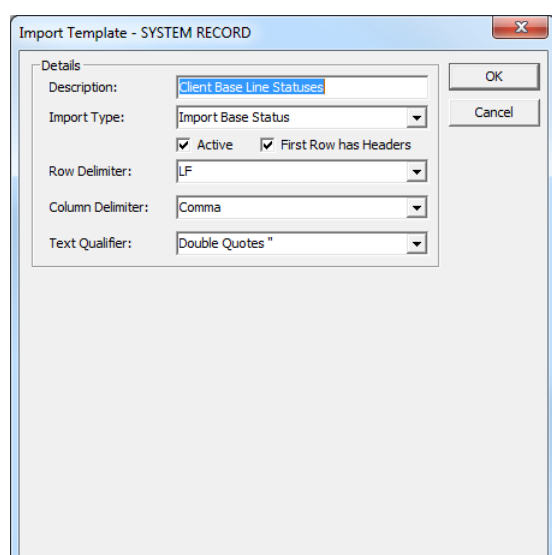 Import Template - SYSTEM RECORD
Details
Description: Client Base Line Statuses
Import Type: Import Base Status
Active First Row has Headers
Row Delimiter: LF
Column Delimiter: Comma
Text Qualifier: Double Quotes "
OK
Cancel